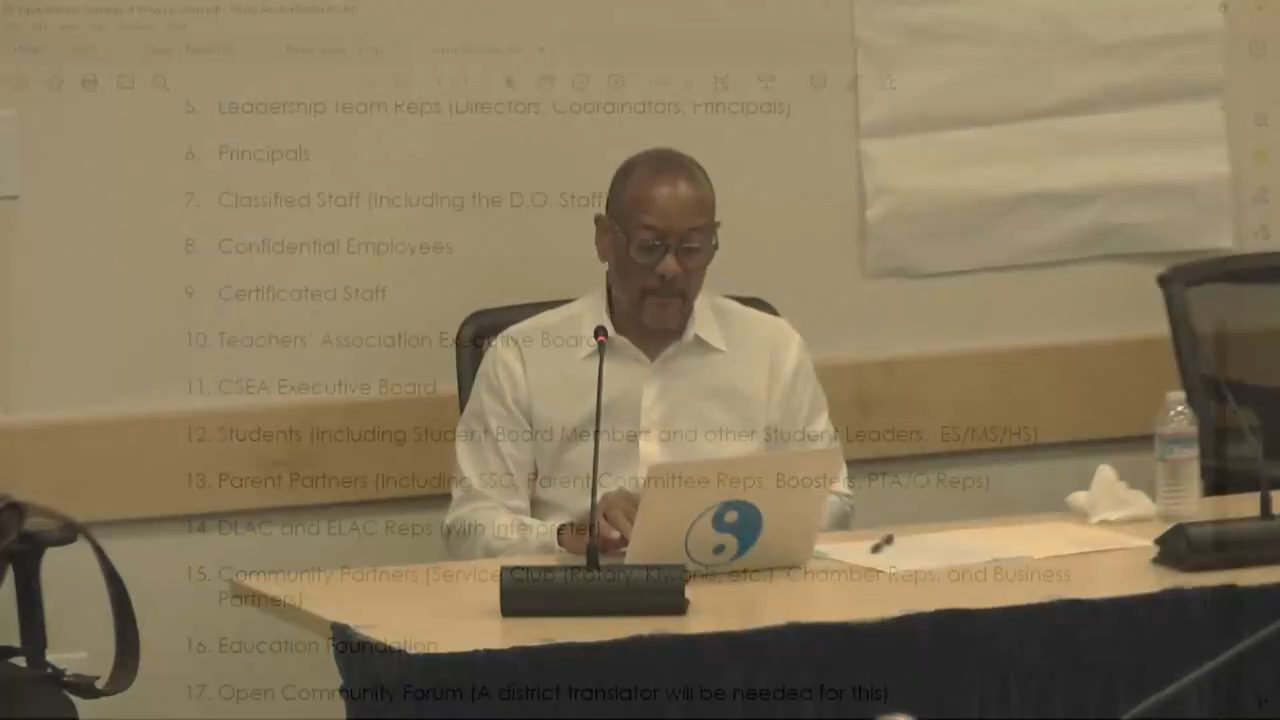 5. Leadership Team Reps (Directors, Coordinators, Principals)
6. Principals
7. Classified Staff (including the D.O. Staff)
8. Confidential Employees
9. Certificated Staff
10. Teachers' Association Executive Board
11. CSEA Executive Board
12. Students (Including Student Board Members and other Student Leaders: ES/MS/HS)
13. Parent Partners (Including SSC, Parent Committee Reps, Boosters, PTA/O Reps)
14. DLAC and ELAC Reps (with Interpreter)
15. Community Partners (Service Club (Rotary, Kiwanis, etc.) Chamber Reps, and Business
Partners)
16. Education Foundation
17. Open Community Forum (A district translator will be needed for this)